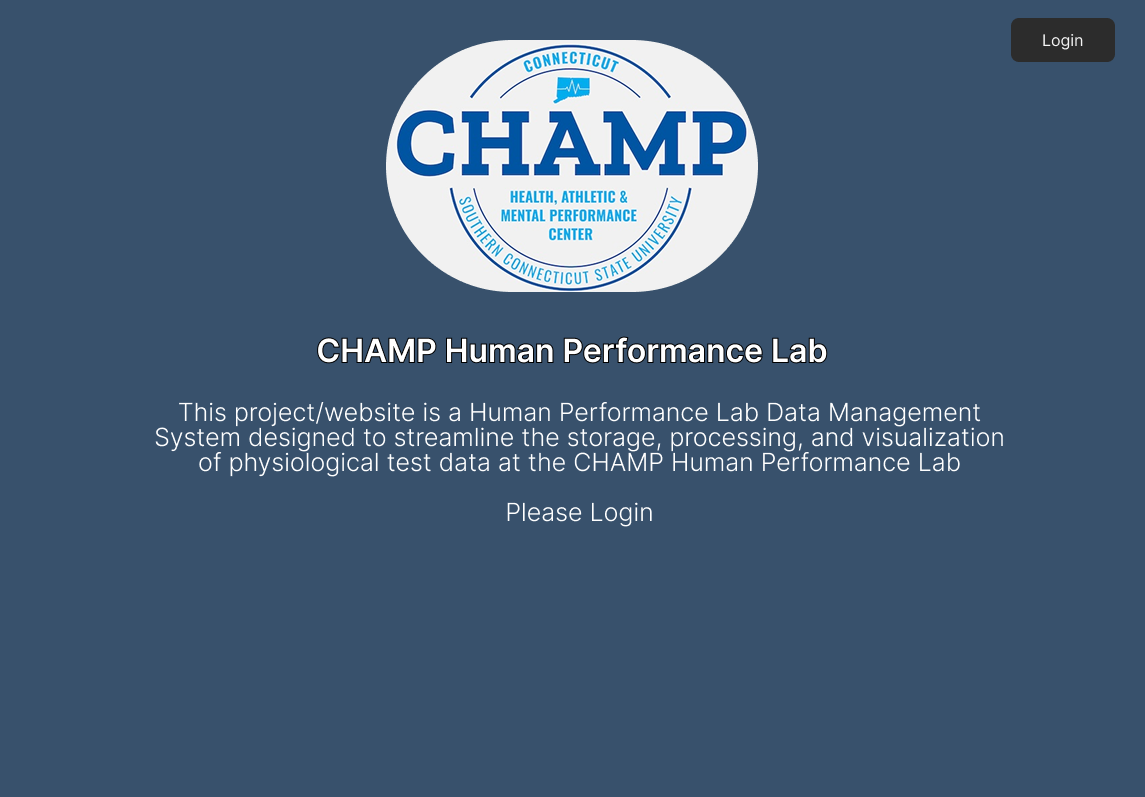 Login
CONNECTICUT
CHAMP
HEALTH, ATHLETIC &
MENTAL PERFORMANCE
CENTER
SOUTHERN CONNECTICUT STATE UNIVERSITY
CHAMP Human Performance Lab
This project/website is a Human Performance Lab Data Management
System designed to streamline the storage, processing, and visualization
of physiological test data at the CHAMP Human Performance Lab
Please Login